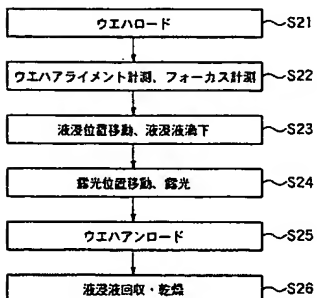 ウエハロード
S21
ウエハアライメント計測、フォーカス計測
S22
液浸位置移動、液浸液滴下
S23
露光位置移動、露光
S24
ウエハアンロード
S25
液浸液回収・乾燥
S26